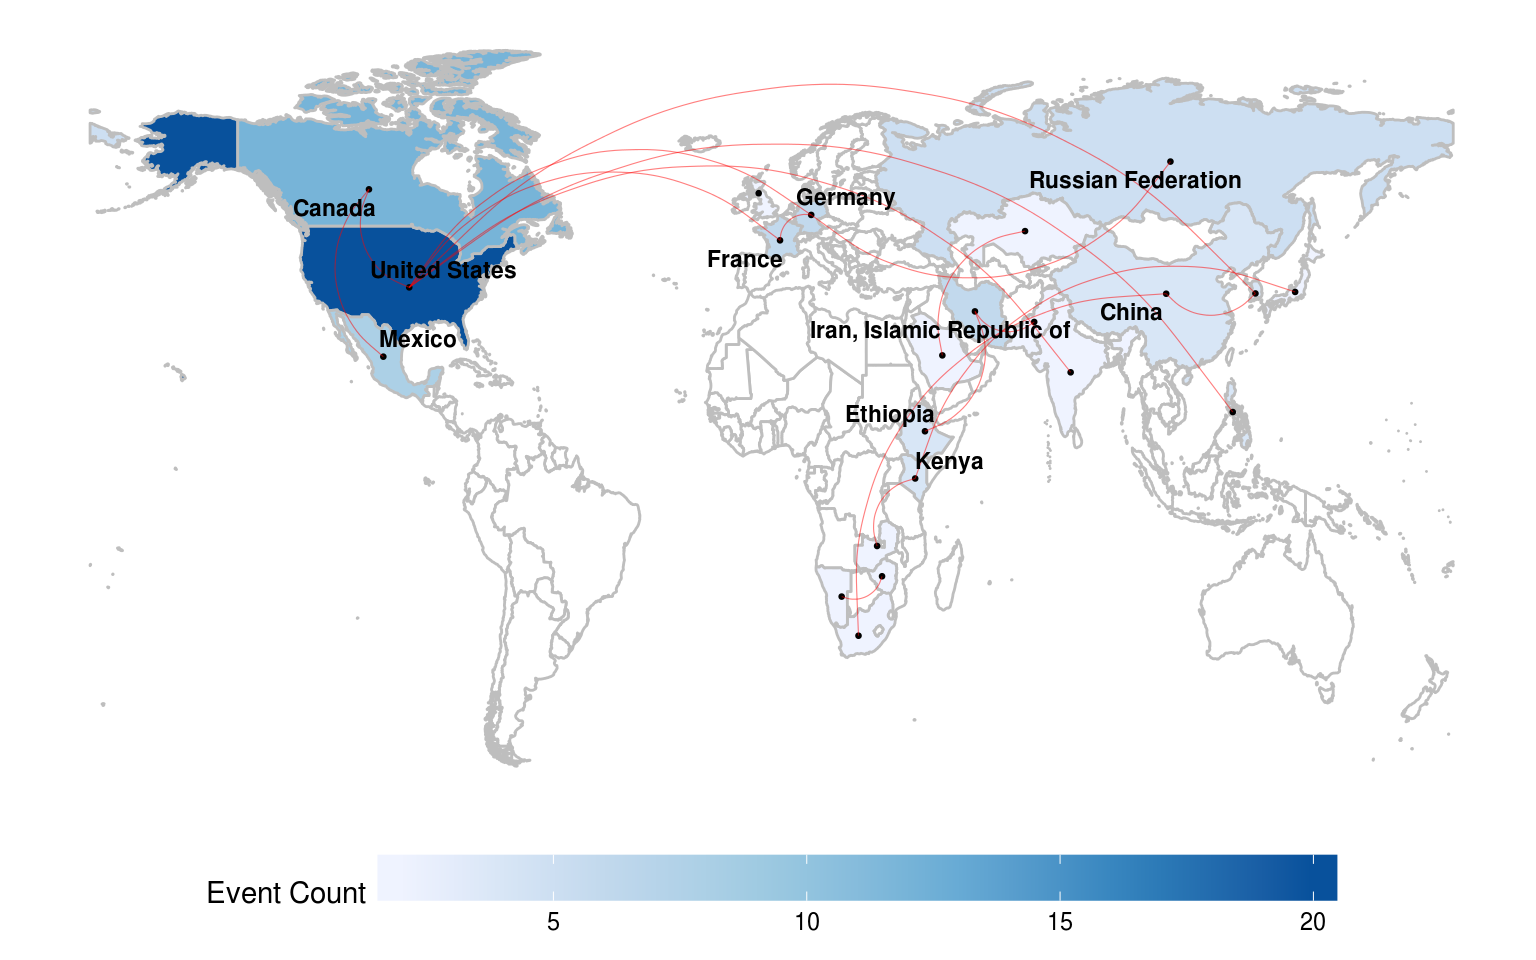 Russian Federation
Germany
Canada
France
United States
China
Iran, Islamic Republic of
Mexico
Ethiopia
Kenya
Event Count
5 10 15 20